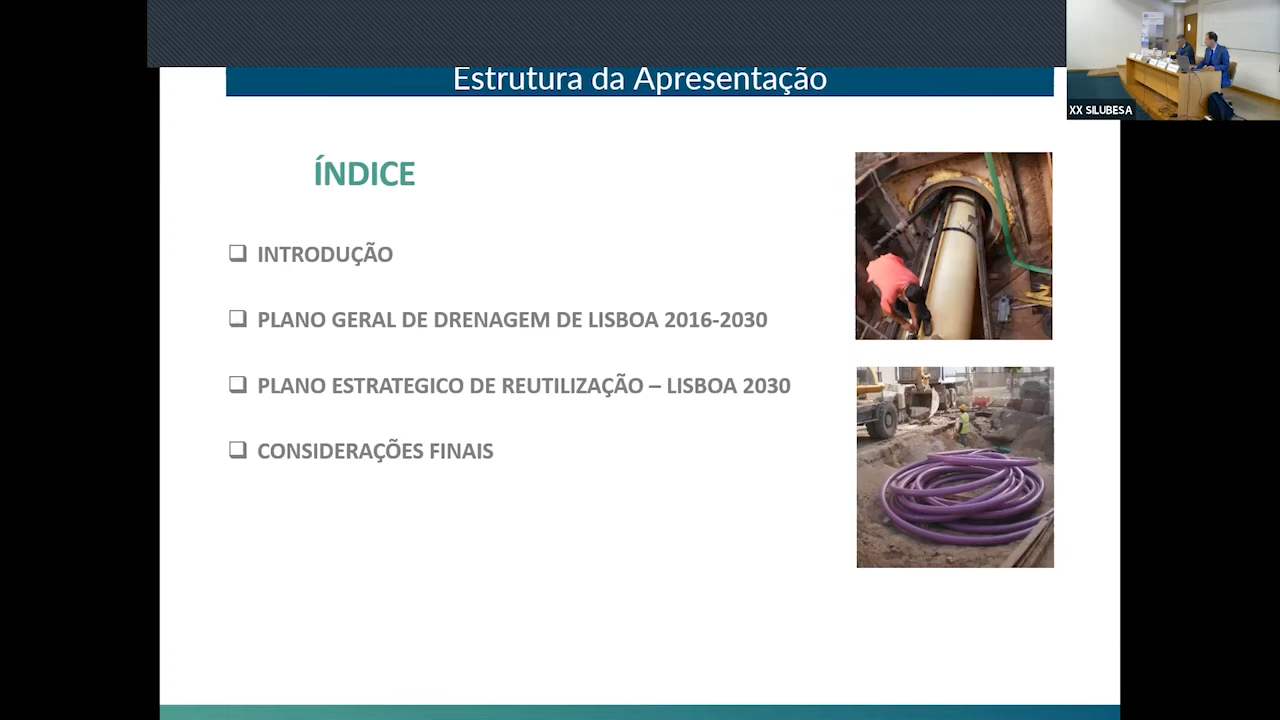 Estrutura da Apresentação
XX SILUBESA
ÍNDICE
INTRODUÇÃO
PLANO GERAL DE DRENAGEM DE LISBOA 2016-2030
PLANO ESTRATEGICO DE REUTILIZAÇÃO – LISBOA 2030
CONSIDERAÇÕES FINAIS